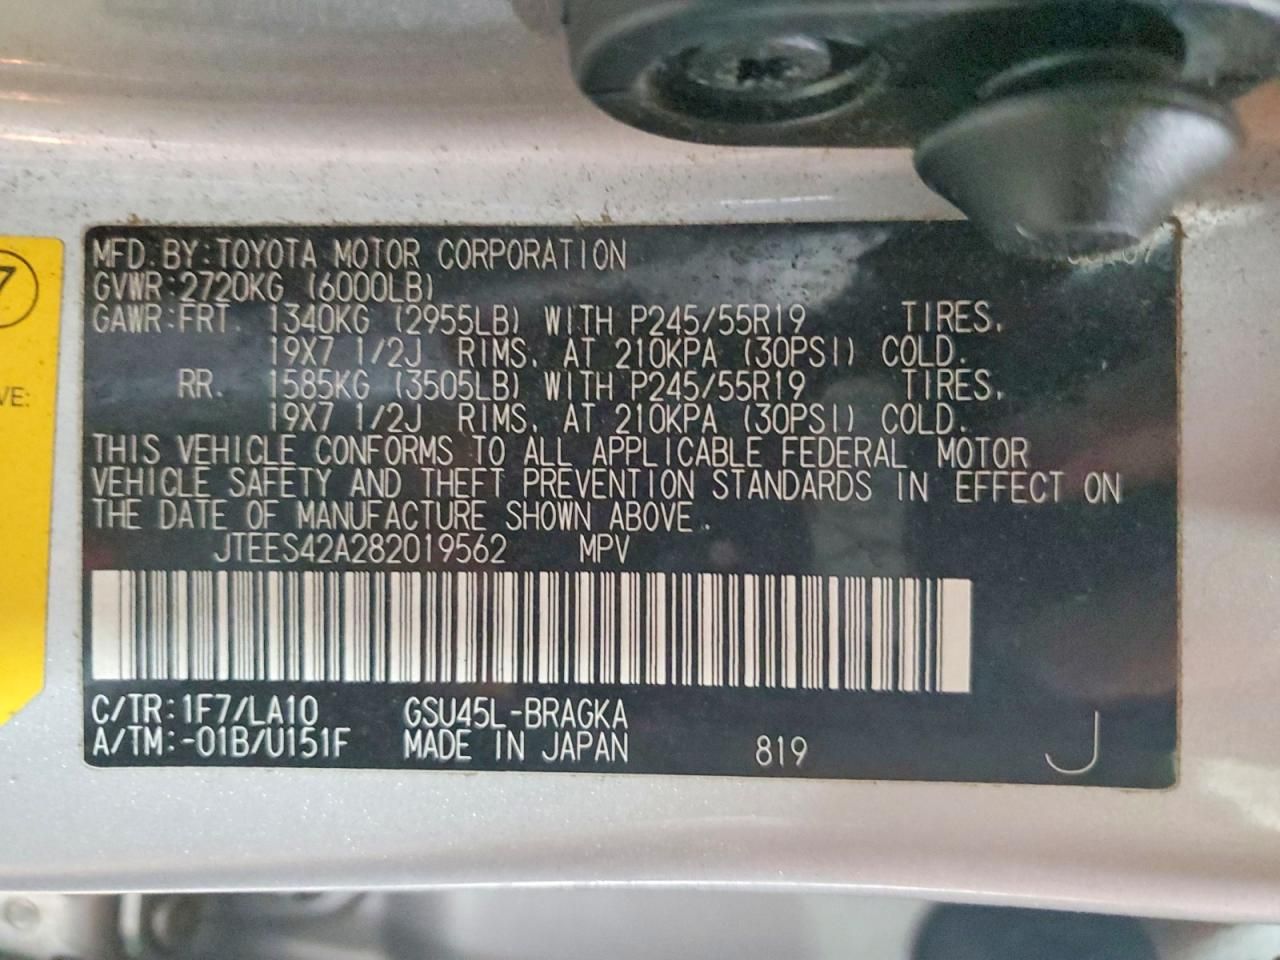 MFD. BY: TOYOTA MOTOR CORPORATION
GVWR: 2720KG (6000LB)
GAWR: FRT. 1340KG (2955LB) WITH P245/55R19 TIRES,
19X7 1/2J RIMS, AT 210KPA (30PSI) COLD.
RR. 1585KG (3505LB) WITH P245/55R19 TIRES,
19X7 1/2J RIMS, AT 210KPA (30PSI) COLD.
THIS VEHICLE CONFORMS TO ALL APPLICABLE FEDERAL MOTOR
VEHICLE SAFETY AND THEFT PREVENTION STANDARDS IN EFFECT ON
THE DATE OF MANUFACTURE SHOWN ABOVE.
JTEES42A282019562 MPV
C/TR: 1F7/LA10 GSU45L-BRAGKA
A/TM: -01B/U151F MADE IN JAPAN 819 J
7
VE: